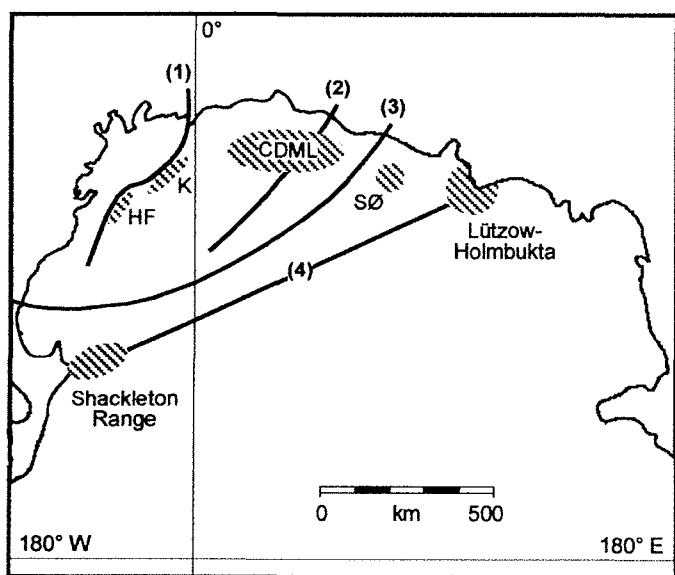 0°
(1)
(2)
(3)
CDML
K
SØ
HF
Lützow-
Holmbukta
(4)
Shackleton
Range
0
km
500
180° W
180° E